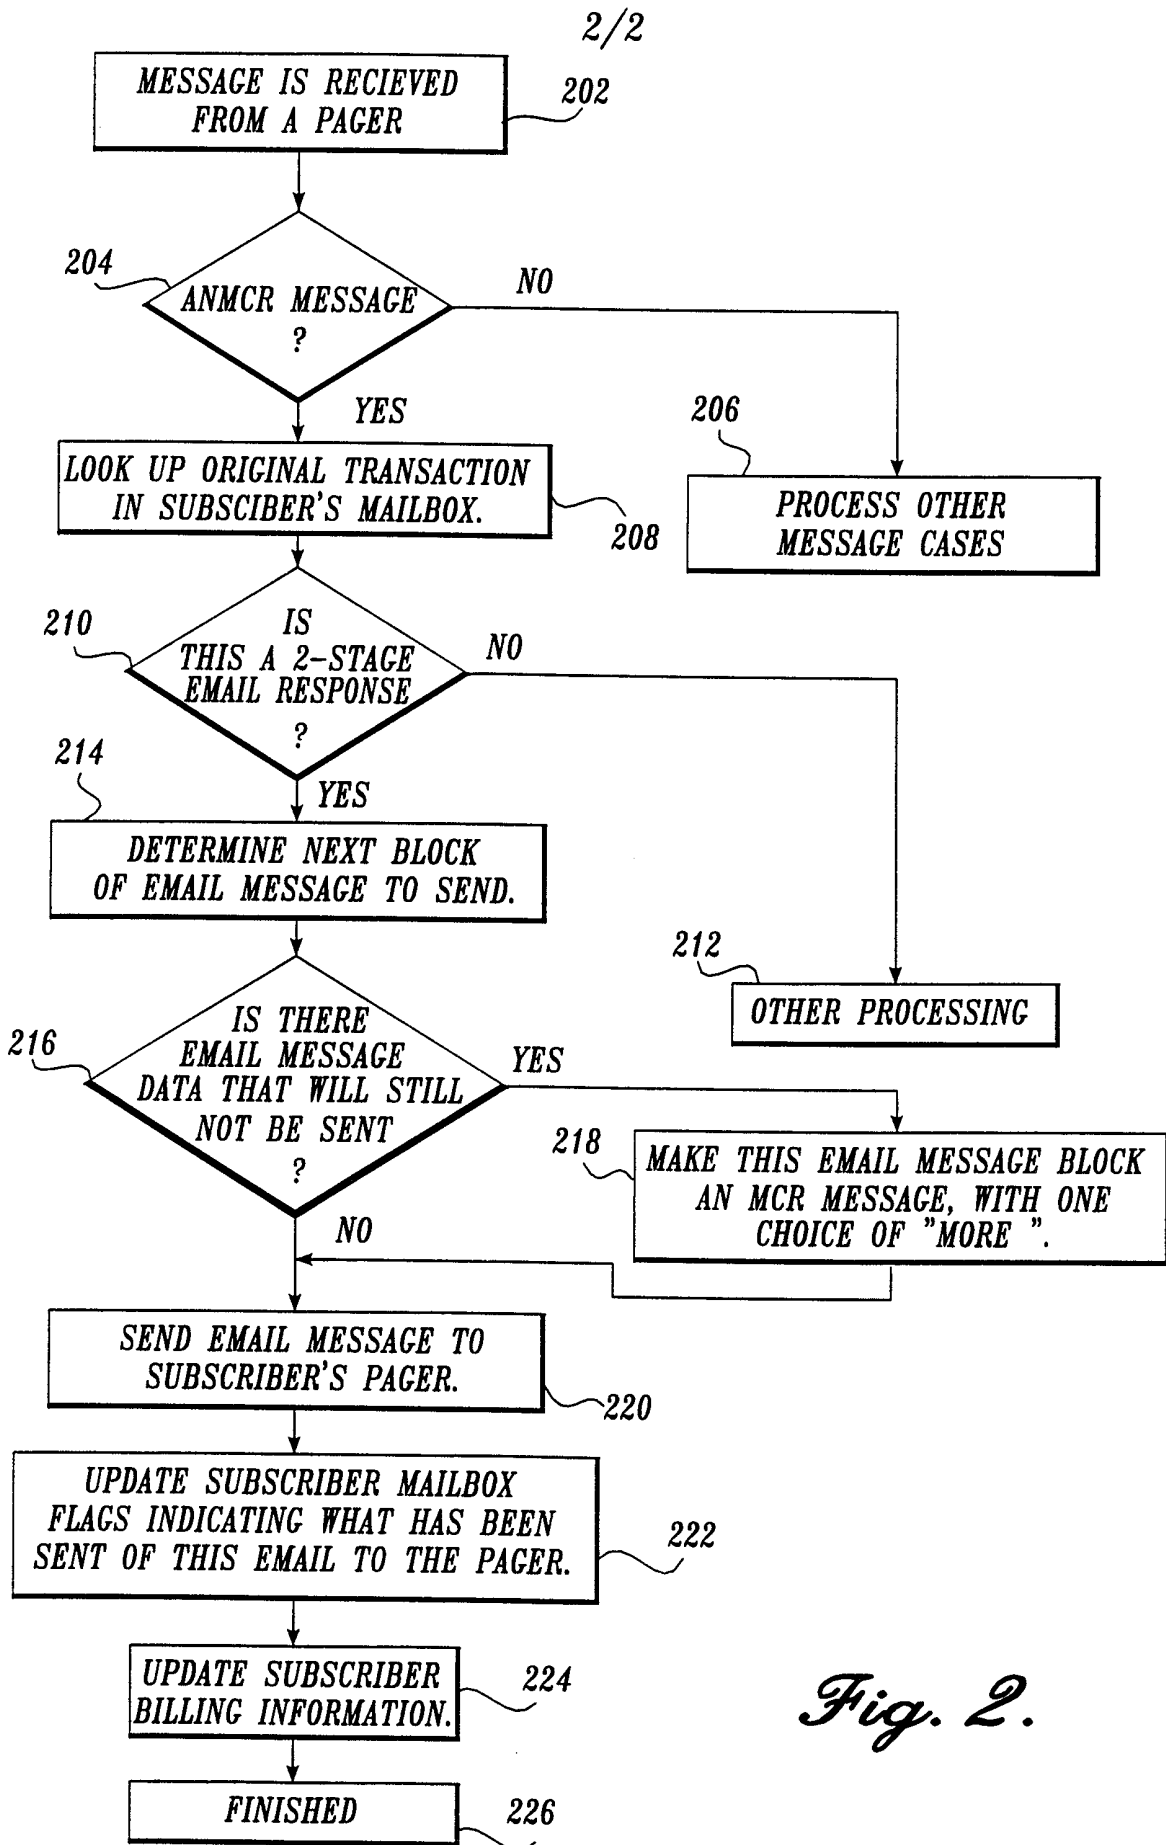 2/2
MESSAGE IS RECIEVED
FROM A PAGER
202
204
ANMCR MESSAGE
?
NO
YES
206
PROCESS OTHER
MESSAGE CASES
LOOK UP ORIGINAL TRANSACTION
IN SUBSCIBER'S MAILBOX.
208
210
IS
THIS A 2-STAGE
EMAIL RESPONSE
?
NO
YES
212
OTHER PROCESSING
214
DETERMINE NEXT BLOCK
OF EMAIL MESSAGE TO SEND.
216
IS THERE
EMAIL MESSAGE
DATA THAT WILL STILL
NOT BE SENT
?
YES
NO
218
MAKE THIS EMAIL MESSAGE BLOCK
AN MCR MESSAGE, WITH ONE
CHOICE OF "MORE ".
SEND EMAIL MESSAGE TO
SUBSCRIBER'S PAGER.
220
UPDATE SUBSCRIBER MAILBOX
FLAGS INDICATING WHAT HAS BEEN
SENT OF THIS EMAIL TO THE PAGER.
222
UPDATE SUBSCRIBER
BILLING INFORMATION.
224
FINISHED
226
Fig. 2.